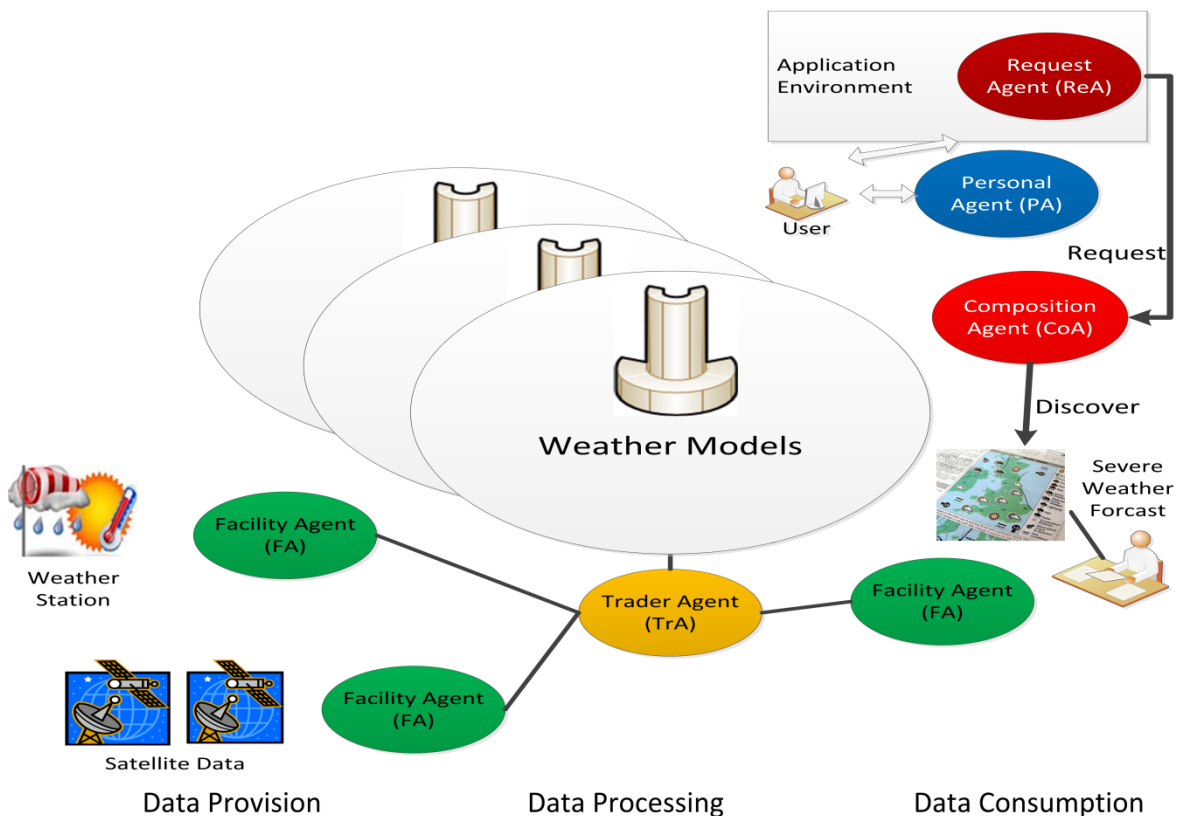 Application
Environment
Request
Agent (ReA)
Personal
Agent (PA)
User
Request
Composition
Agent (CoA)
Discover
Weather Models
Severe
Weather
Forcast
Facility Agent
(FA)
Weather
Station
Trader Agent
(TrA)
Facility Agent
(FA)
Facility Agent
(FA)
Satellite Data
Data Provision
Data Processing
Data Consumption